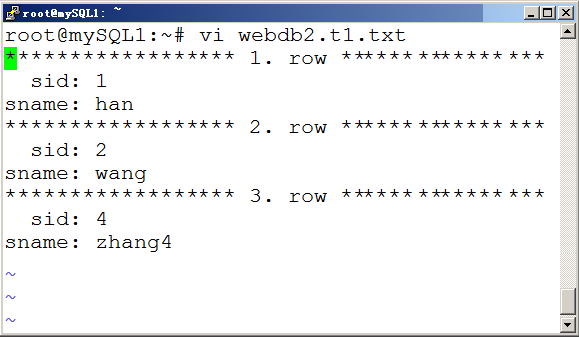 root@mySQL1: ~
root@mySQL1:~# vi webdb2.t1.txt
****************** 1. row ******************
  sid: 1
sname: han
****************** 2. row ******************
  sid: 2
sname: wang
****************** 3. row ******************
  sid: 4
sname: zhang4
~
~
~